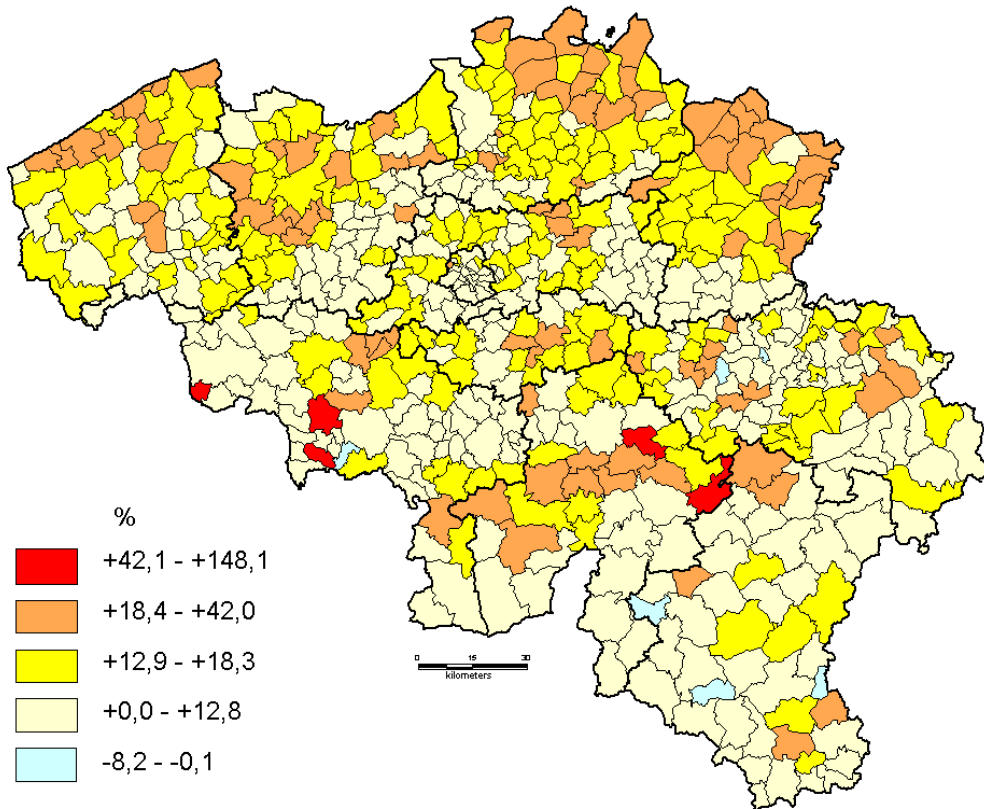 %
+42,1 - +148,1
+18,4 - +42,0
+12,9 - +18,3
+0,0 - +12,8
-8,2 - -0,1
0 15 30
kilometers